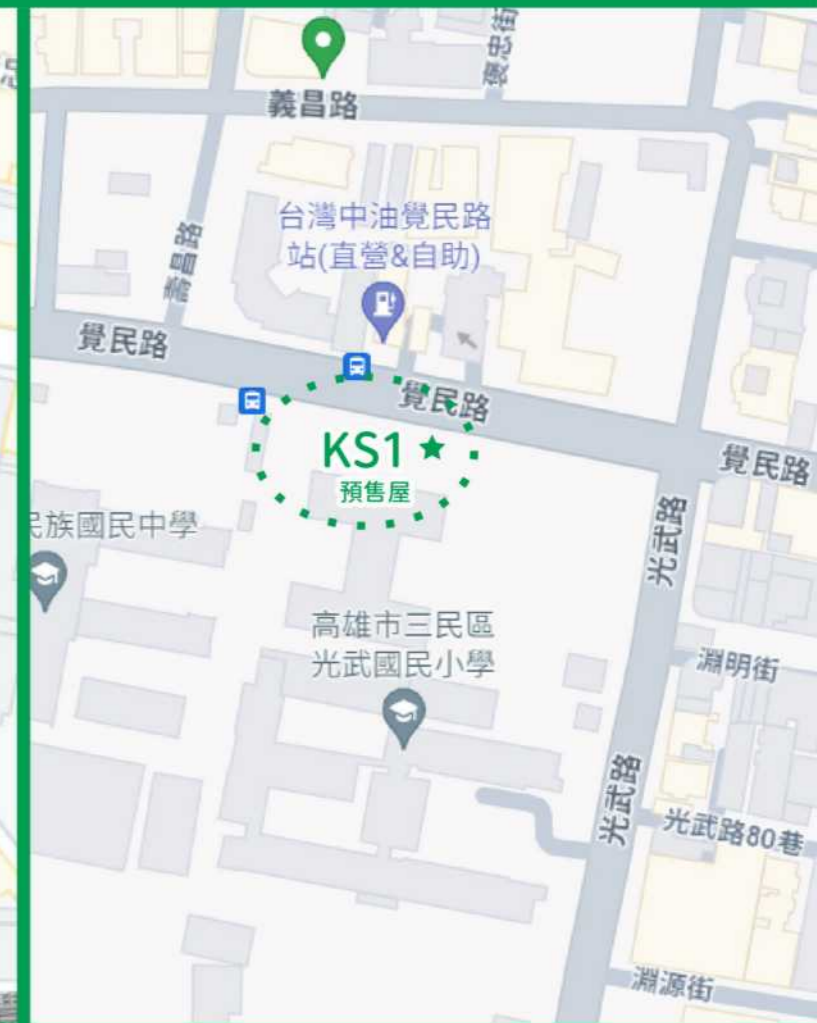 褒忠街
義昌路
台灣中油覺民路
站(直營&自助)
壽昌路
覺民路
覺民路
覺民路
KS1
預售屋
民族國民中學
光武路
高雄市三民區
光武國民小學
淵明街
光武路
光武路80巷
淵源街